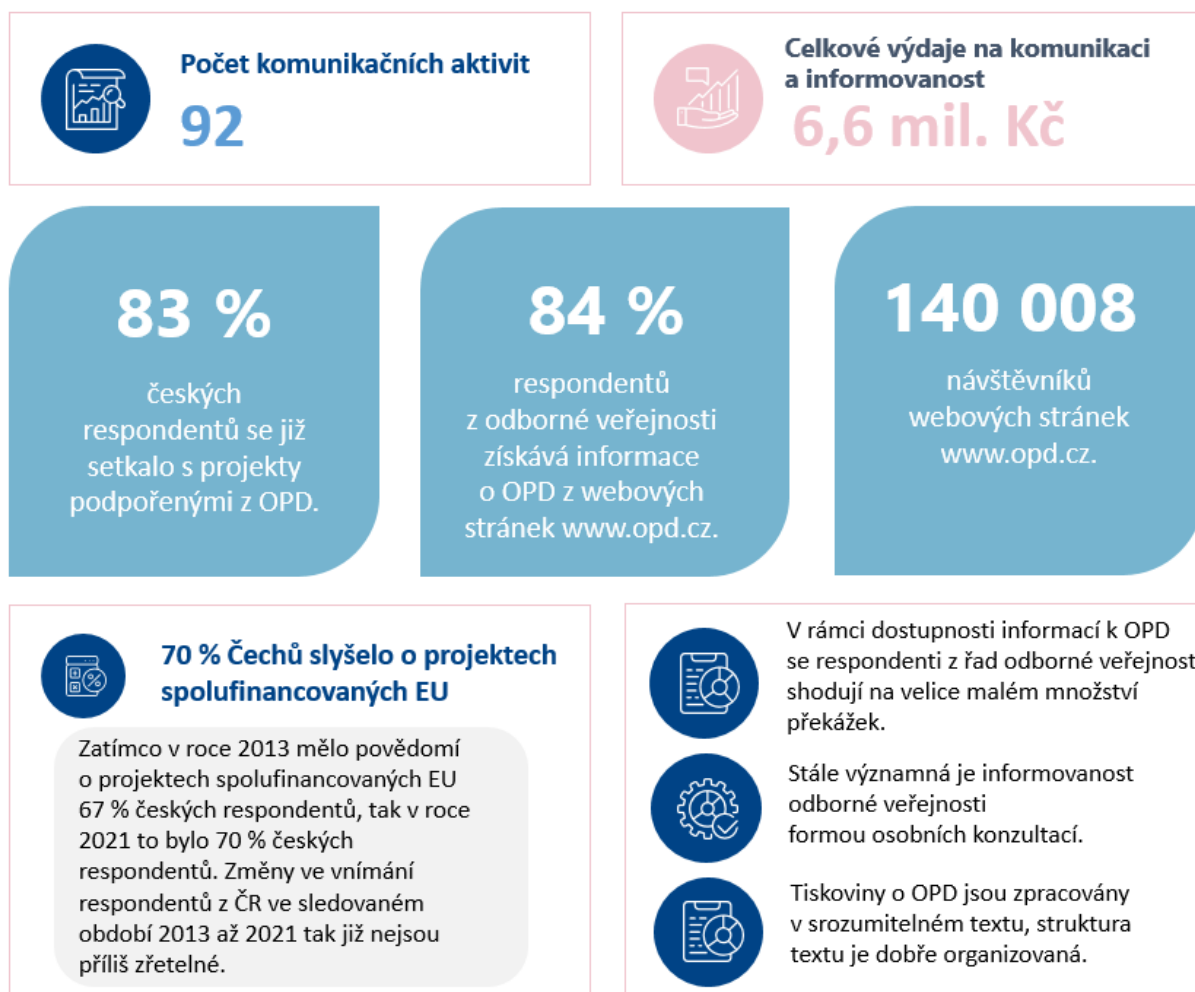 Počet komunikačních aktivit
92
Celkové výdaje na komunikaci
a informovanost
6,6 mil. Kč
83 %
českých
respondentů se již
setkalo s projekty
podpořenými z OPD.
84 %
respondentů
z odborné veřejnosti
získává informace
o OPD z webových
stránek www.opd.cz.
140 008
návštěvníků
webových stránek
www.opd.cz.
70 % Čechů slyšelo o projektech
spolufinancovaných EU
Zatímco v roce 2013 mělo povědomí
o projektech spolufinancovaných EU
67 % českých respondentů, tak v roce
2021 to bylo 70 % českých
respondentů. Změny ve vnímání
respondentů z ČR ve sledovaném
období 2013 až 2021 tak již nejsou
příliš zřetelné.
V rámci dostupnosti informací k OPD
se respondenti z řad odborné veřejnost
shodují na velice malém množství
překážek.
Stále významná je informovanost
odborné veřejnosti
formou osobních konzultací.
Tiskoviny o OPD jsou zpracovány
v srozumitelném textu, struktura
textu je dobře organizovaná.